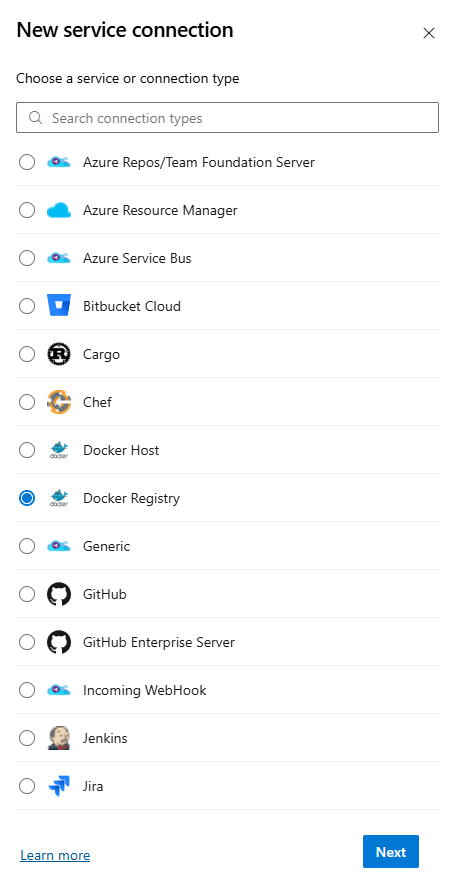 New service connection
Choose a service or connection type
Search connection types
Azure Repos/Team Foundation Server
Azure Resource Manager
Azure Service Bus
Bitbucket Cloud
Cargo
Chef
docker
Docker Host
docker
Docker Registry
Generic
GitHub
GitHub Enterprise Server
Incoming WebHook
Jenkins
Jira
Learn more
Next